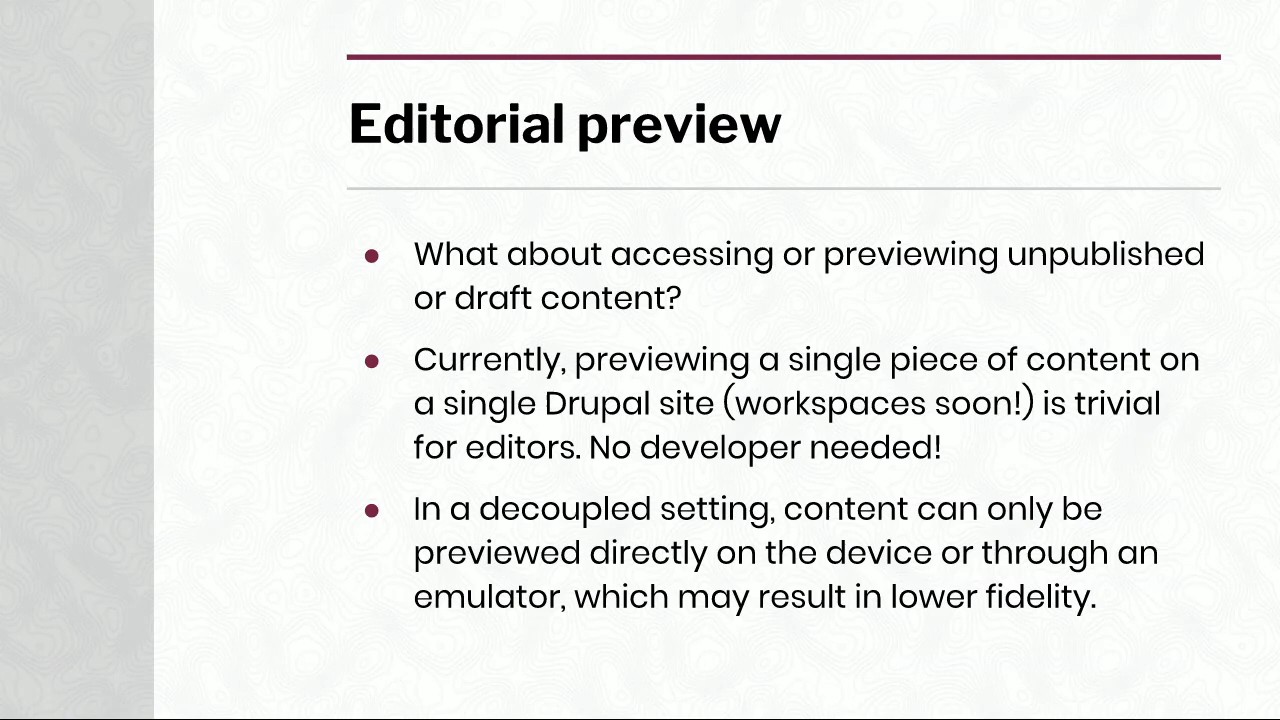 Editorial preview
● What about accessing or previewing unpublished
or draft content?
● Currently, previewing a single piece of content on
a single Drupal site (workspaces soon!) is trivial
for editors. No developer needed!
● In a decoupled setting, content can only be
previewed directly on the device or through an
emulator, which may result in lower fidelity.